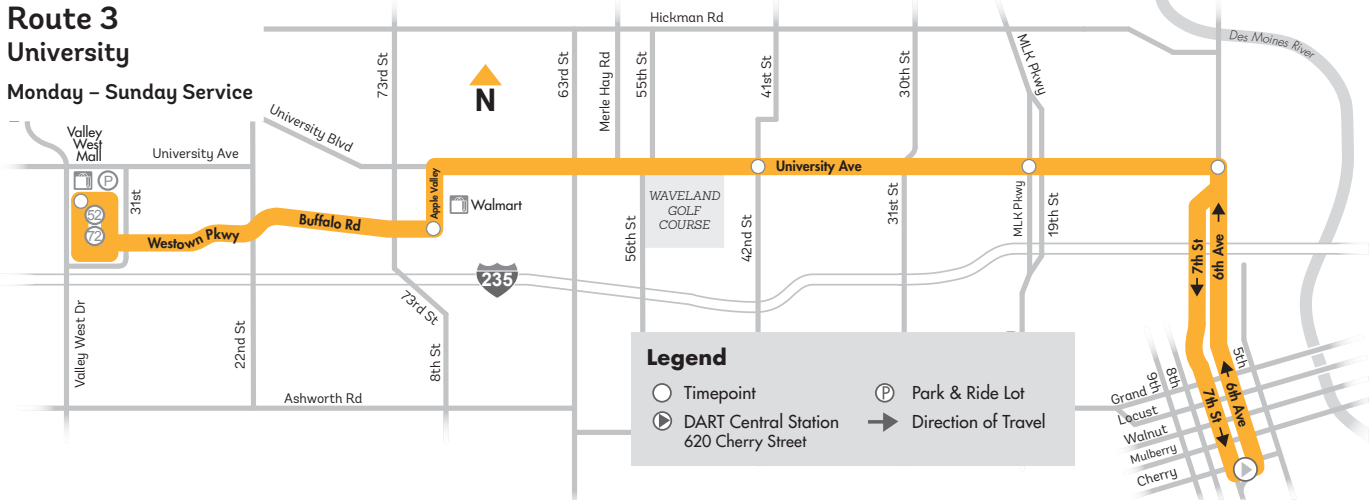 Route 3
University
Monday – Sunday Service
Hickman Rd
Des Moines River
73rd St
N
63rd St
Merle Hay Rd
55th St
41st St
30th St
MLK Pkwy
University Blvd
Valley
West
Mall
University Ave
P
31st
52
72
Westown Pkwy
Buffalo Rd
Apple Valley
Walmart
University Ave
WAVELAND
GOLF
COURSE
56th St
42nd St
31st St
MLK Pkwy
19th St
7th St
6th Ave
235
73rd St
Valley West Dr
22nd St
8th St
Ashworth Rd
Legend
Timepoint
DART Central Station
620 Cherry Street
P
Park & Ride Lot
Direction of Travel
9th
8th
5th
Grand
Locust
Walnut
Mulberry
Cherry
7th St
6th Ave